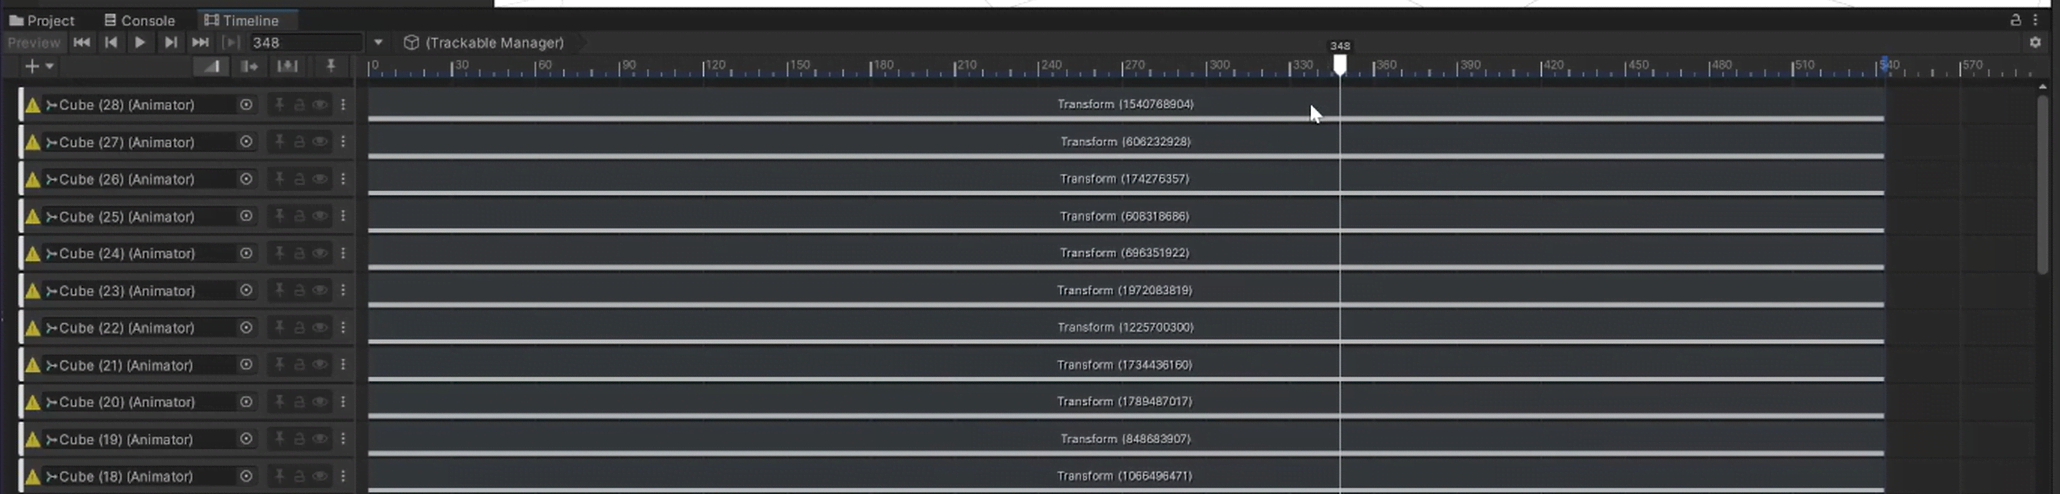 Project Console Timeline
Preview 348 (Trackable Manager) 348
0 30 60 90 120 150 180 210 240 270 300 330 360 390 420 450 480 510 540 570
Cube (28) (Animator) Transform (1540768904)
Cube (27) (Animator) Transform (606232928)
Cube (26) (Animator) Transform (174276357)
Cube (25) (Animator) Transform (608318686)
Cube (24) (Animator) Transform (696351922)
Cube (23) (Animator) Transform (1972083819)
Cube (22) (Animator) Transform (1225700300)
Cube (21) (Animator) Transform (1734436160)
Cube (20) (Animator) Transform (1789487017)
Cube (19) (Animator) Transform (848683907)
Cube (18) (Animator) Transform (1066496471)